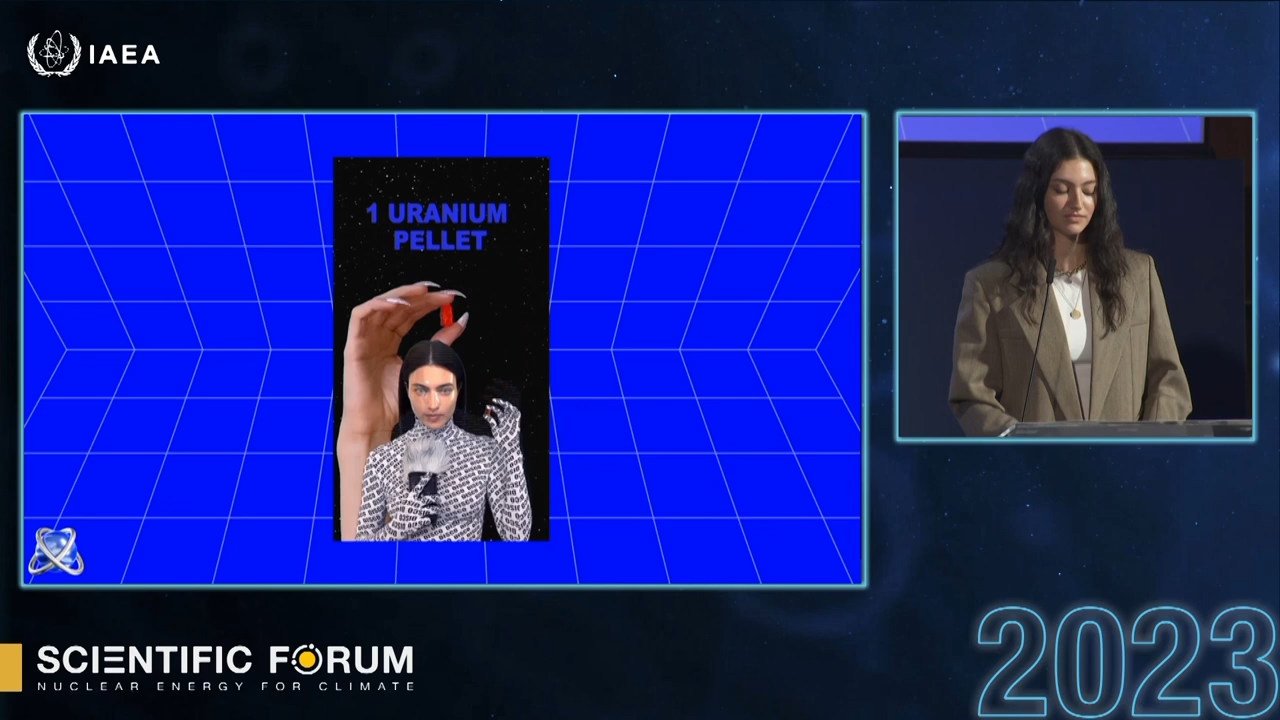 IAEA
1 URANIUM
PELLET
SCIENTIFIC FORUM
NUCLEAR ENERGY FOR CLIMATE
2023